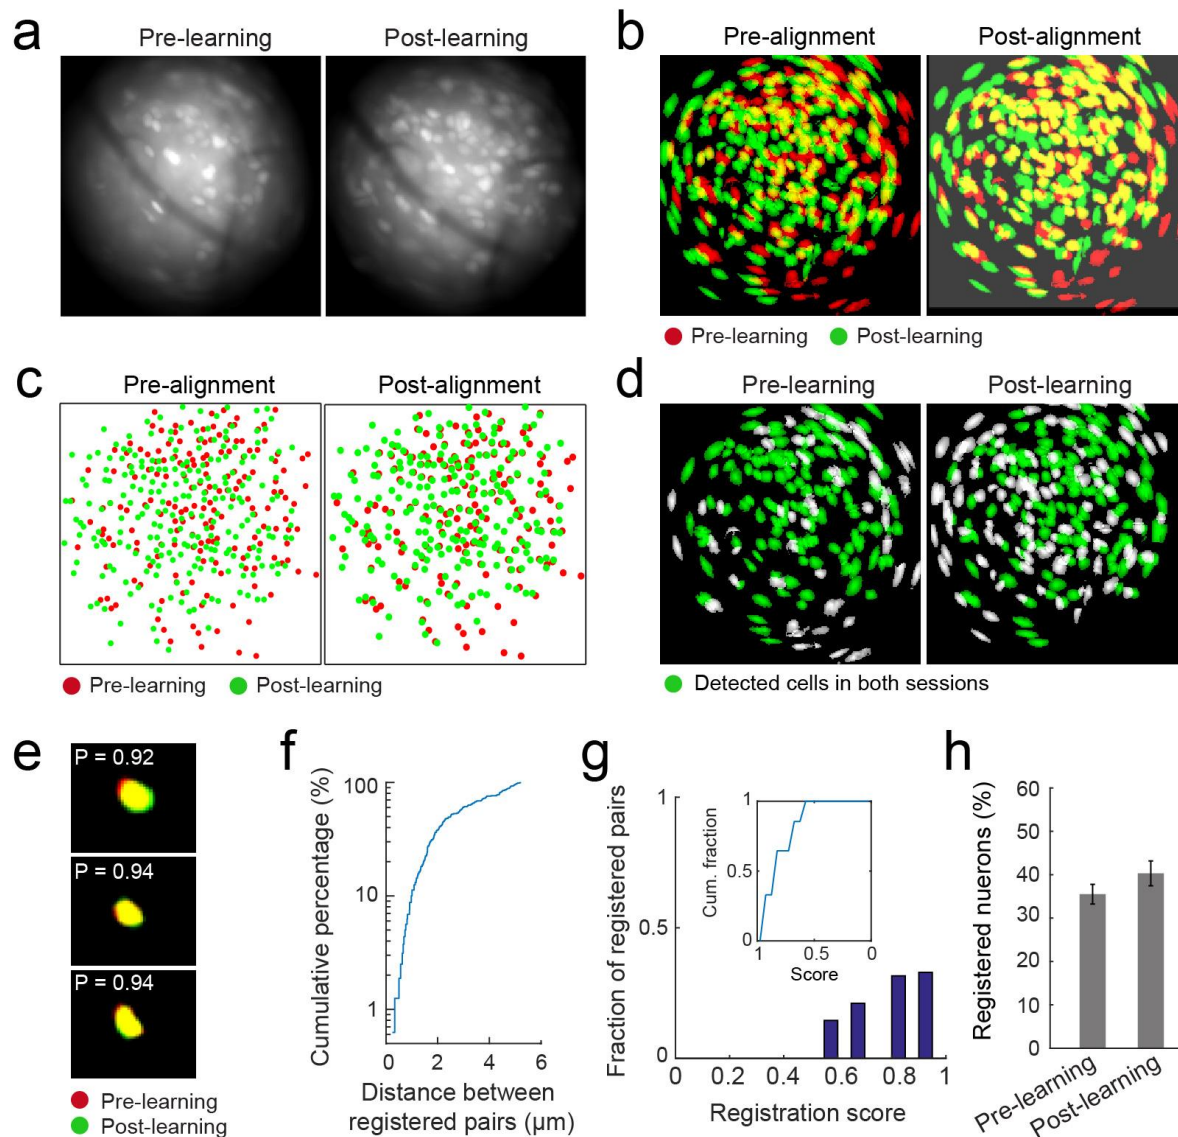 a
Pre-learning
Post-learning
b
Pre-alignment
Post-alignment
Pre-learning
Post-learning
c
Pre-alignment
Post-alignment
Pre-learning
Post-learning
d
Pre-learning
Post-learning
Detected cells in both sessions
e
P = 0.92
P = 0.94
P = 0.94
Pre-learning
Post-learning
f
Cumulative percentage (%)
100
10
1
0
2
4
6
Distance between
registered pairs (µm)
g
Fraction of registered pairs
1
0.5
0
0
0.2
0.4
0.6
0.8
1
Registration score
Cum. fraction
1
0.5
0
1
0.5
0
Score
h
Registered nuerons (%)
60
50
40
30
20
10
0
Pre-learning
Post-learning